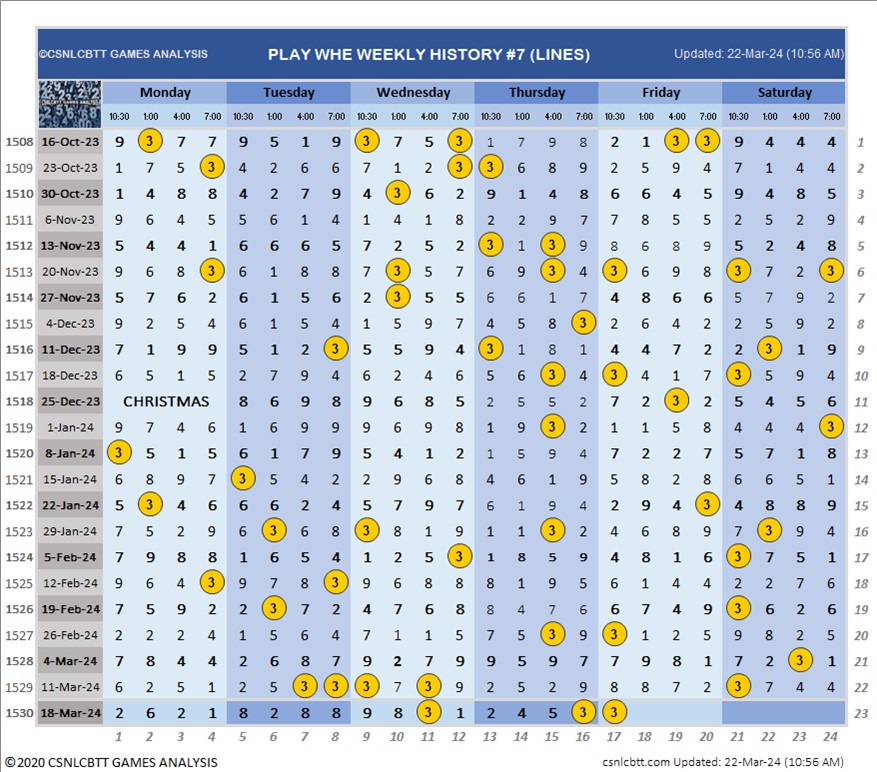 ©CSNLCBTT GAMES ANALYSIS PLAY WHE WEEKLY HISTORY #7 (LINES) Updated: 22-Mar-24 (10:56 AM)
Monday Tuesday Wednesday Thursday Friday Saturday
10:30 1:00 4:00 7:00 10:30 1:00 4:00 8:00 10:30 1:00 4:00 7:00 10:30 1:00 4:00 7:00 10:30 1:00 4:00 7:00 10:30 1:00 4:00 7:00
1508 16-Oct-23 9 3 7 7 9 5 1 9 3 7 5 3 1 7 9 8 2 1 3 3 9 4 4 4 1
1509 23-Oct-23 1 7 5 3 4 2 6 6 7 1 2 3 3 6 8 9 2 5 9 4 7 1 4 4 2
1510 30-Oct-23 1 4 8 8 4 2 7 9 4 3 6 2 9 1 4 8 6 6 4 5 9 4 8 5 3
1511 6-Nov-23 9 6 4 5 5 6 1 4 1 4 1 8 2 2 9 7 7 8 5 5 2 5 2 9 4
1512 13-Nov-23 5 4 4 1 6 6 6 5 7 2 5 2 3 1 3 9 8 6 8 9 5 2 4 8 5
1513 20-Nov-23 9 6 8 3 6 1 8 8 7 3 5 7 6 9 3 4 3 6 9 8 3 7 2 3 6
1514 27-Nov-23 5 7 6 2 6 1 5 6 2 3 5 5 6 6 1 7 4 8 6 6 5 7 9 2 7
1515 4-Dec-23 9 2 5 4 6 1 5 4 1 5 9 7 4 5 8 3 2 6 4 2 2 5 9 2 8
1516 11-Dec-23 7 1 9 9 5 1 2 3 5 5 9 4 3 1 8 1 4 4 7 2 2 3 1 9 9
1517 18-Dec-23 6 5 1 5 2 7 9 4 6 2 4 6 5 6 3 4 3 4 1 7 3 5 9 4 10
1518 25-Dec-23 CHRISTMAS 8 6 9 8 9 6 8 5 2 5 5 2 7 2 3 2 5 4 5 6 11
1519 1-Jan-24 9 7 4 6 1 6 9 9 9 6 9 8 1 9 3 2 1 1 5 8 4 4 4 3 12
1520 8-Jan-24 3 5 1 5 6 1 7 9 5 4 1 2 1 5 9 4 7 2 2 7 5 7 1 8 13
1521 15-Jan-24 6 8 9 7 3 5 4 2 2 9 6 8 4 6 1 9 5 8 2 8 6 6 5 1 14
1522 22-Jan-24 5 3 4 6 6 6 2 4 5 7 9 7 6 1 9 4 2 9 4 3 4 8 8 9 15
1523 29-Jan-24 7 5 2 9 6 3 6 8 3 8 1 9 1 1 3 2 4 6 8 9 7 3 9 4 16
1524 5-Feb-24 7 9 8 8 1 6 5 4 1 2 5 3 1 8 5 9 4 8 1 6 3 7 5 1 17
1525 12-Feb-24 9 6 4 3 9 7 8 3 9 6 8 8 8 1 9 5 6 1 4 4 2 2 7 6 18
1526 19-Feb-24 7 5 9 2 2 3 7 2 4 7 6 8 8 4 7 6 6 7 4 9 3 6 2 6 19
1527 26-Feb-24 2 2 2 4 1 5 6 4 7 1 1 5 7 5 3 9 3 1 2 5 9 8 2 5 20
1528 4-Mar-24 7 8 4 4 2 6 8 7 9 2 7 9 9 5 9 7 7 9 8 1 7 2 3 1 21
1529 11-Mar-24 6 2 5 1 2 5 3 3 3 7 3 9 2 5 2 9 8 8 7 2 3 7 4 4 22
1530 18-Mar-24 2 6 2 1 8 2 8 8 9 8 3 1 2 4 5 3 3 23
1 2 3 4 5 6 7 8 9 10 11 12 13 14 15 16 17 18 19 20 21 22 23 24
©2020 CSNLCBTT GAMES ANALYSIS csnlcbtt.com Updated: 22-Mar-24 (10:56 AM)